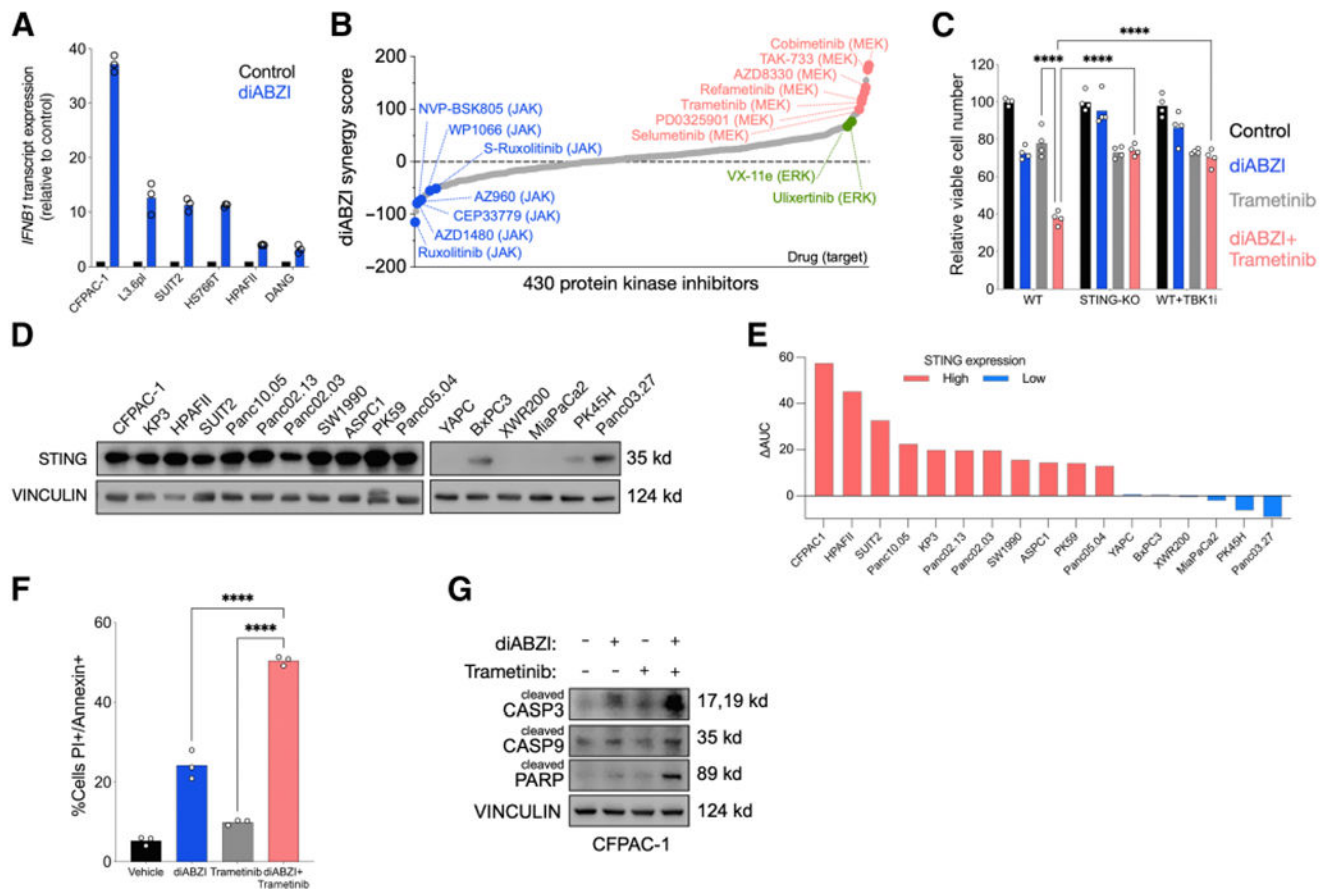 A
IFNB1 transcript expression
(relative to control)
40
30
20
10
0
Control
diABZI
CFPAC-1
L3.6pl
SUIT2
HS766T
HPAFII
DANG
B
diABZI synergy score
200
100
0
−100
−200
NVP-BSK805 (JAK)
WP1066 (JAK)
S-Ruxolitinib (JAK)
AZ960 (JAK)
CEP33779 (JAK)
AZD1480 (JAK)
Ruxolitinib (JAK)
Cobimetinib (MEK)
TAK-733 (MEK)
AZD8330 (MEK)
Refametinib (MEK)
Trametinib (MEK)
PD0325901 (MEK)
Selumetinib (MEK)
VX-11e (ERK)
Ulixertinib (ERK)
Drug (target)
430 protein kinase inhibitors
C
Relative viable cell number
120
100
80
60
40
20
0
****
**** ****
WT
STING-KO
WT+TBK1i
Control
diABZI
Trametinib
diABZI+
Trametinib
D
CFPAC-1
KP3
HPAFII
SUIT2
Panc10.05
Panc02.13
Panc02.03
SW1990
ASPC1
PK59
Panc05.04
YAPC
BxPC3
XWR200
MiaPaCa2
PK45H
Panc03.27
STING
35 kd
VINCULIN
124 kd
E
STING expression
High Low
ΔAUC
60
40
20
0
CFPAC1
HPAFII
SUIT2
Panc10.05
KP3
Panc02.13
Panc02.03
SW1990
ASPC1
PK59
Panc05.04
YAPC
BxPC3
XWR200
MiaPaCa2
PK45H
Panc03.27
F
%Cells PI+/Annexin+
60
40
20
0
****
****
Vehicle
diABZI
Trametinib
diABZI+
Trametinib
G
diABZI: - + - +
Trametinib: - - + +
cleaved
CASP3
17,19 kd
cleaved
CASP9
35 kd
cleaved
PARP
89 kd
VINCULIN
124 kd
CFPAC-1